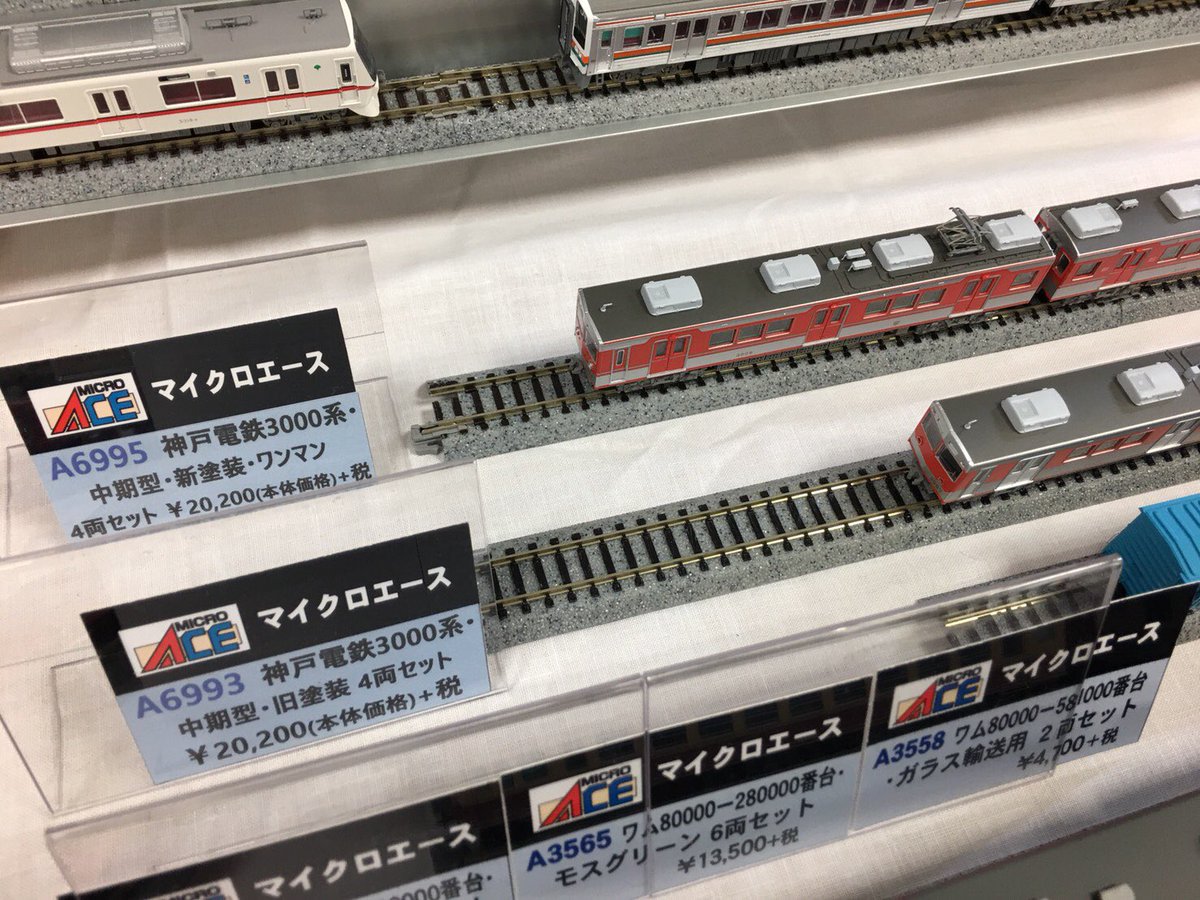 MICRO ACE マイクロエース
A6995 神戸電鉄3000系・
中期型・新塗装・ワンマン
4両セット ¥20,200(本体価格)+税
MICRO ACE マイクロエース
A6993 神戸電鉄3000系・
中期型・旧塗装 4両セット
¥20,200(本体価格)+税
MICRO ACE マイクロエース
A3558 ワム80000-581000番台
・ガラス輸送用 2両セット
¥4,700+税
MICRO ACE マイクロエース
A3565 ワム80000-280000番台・
モスグリーン 6両セット
¥13,500+税
MICRO マイクロエース
0番台・